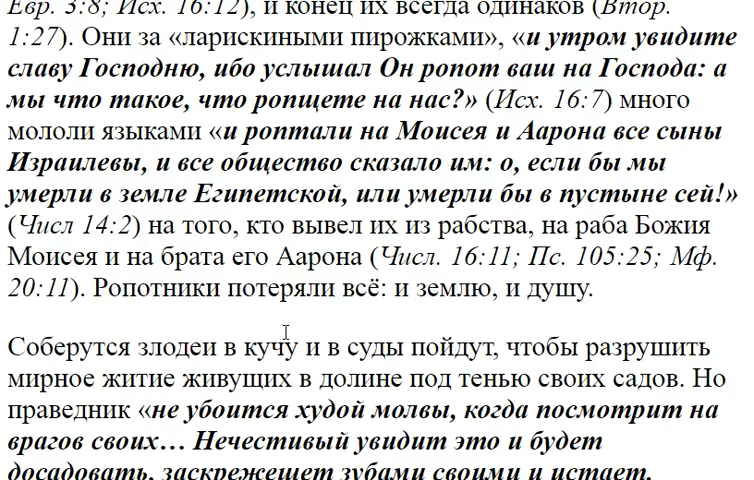 Евр. 3:8; Исх. 16:12), и конец их всегда одинаков (Втор.
1:27). Они за «ларискиными пирожками», «и утром увидите
славу Господню, ибо услышал Он ропот ваш на Господа: а
мы что такое, что ропщете на нас?» (Исх. 16:7) много
мололи языками «и роптали на Моисея и Аарона все сыны
Израилевы, и все общество сказало им: о, если бы мы
умерли в земле Египетской, или умерли бы в пустыне сей!»
(Числ 14:2) на того, кто вывел их из рабства, на раба Божия
Моисея и на брата его Аарона (Числ. 16:11; Пс. 105:25; Мф.
20:11). Ропотники потеряли всё: и землю, и душу.
Соберутся злодеи в кучу и в суды пойдут, чтобы разрушить
мирное житие живущих в долине под тенью своих садов. Но
праведник «не убоится худой молвы, когда посмотрит на
врагов своих… Нечестивый увидит это и будет
досадовать, заскрежещет зубами своими и истает.